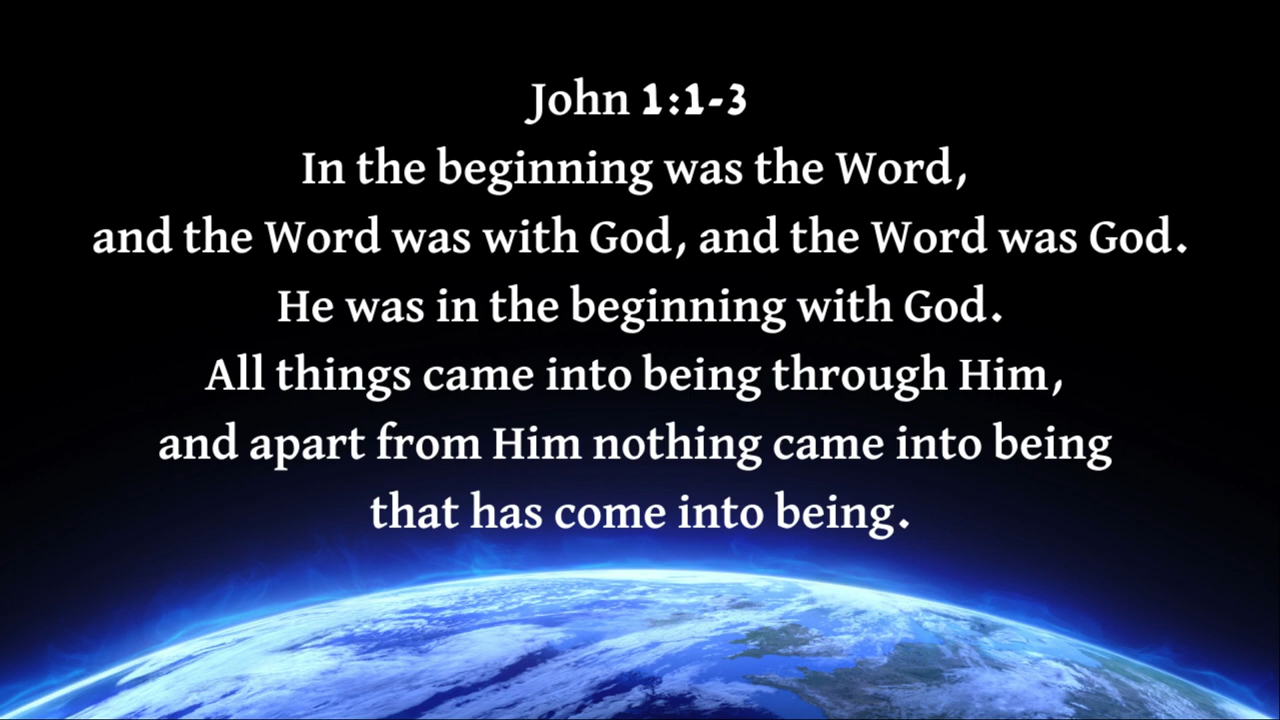 John 1:1-3
In the beginning was the Word,
and the Word was with God, and the Word was God.
He was in the beginning with God.
All things came into being through Him,
and apart from Him nothing came into being
that has come into being.